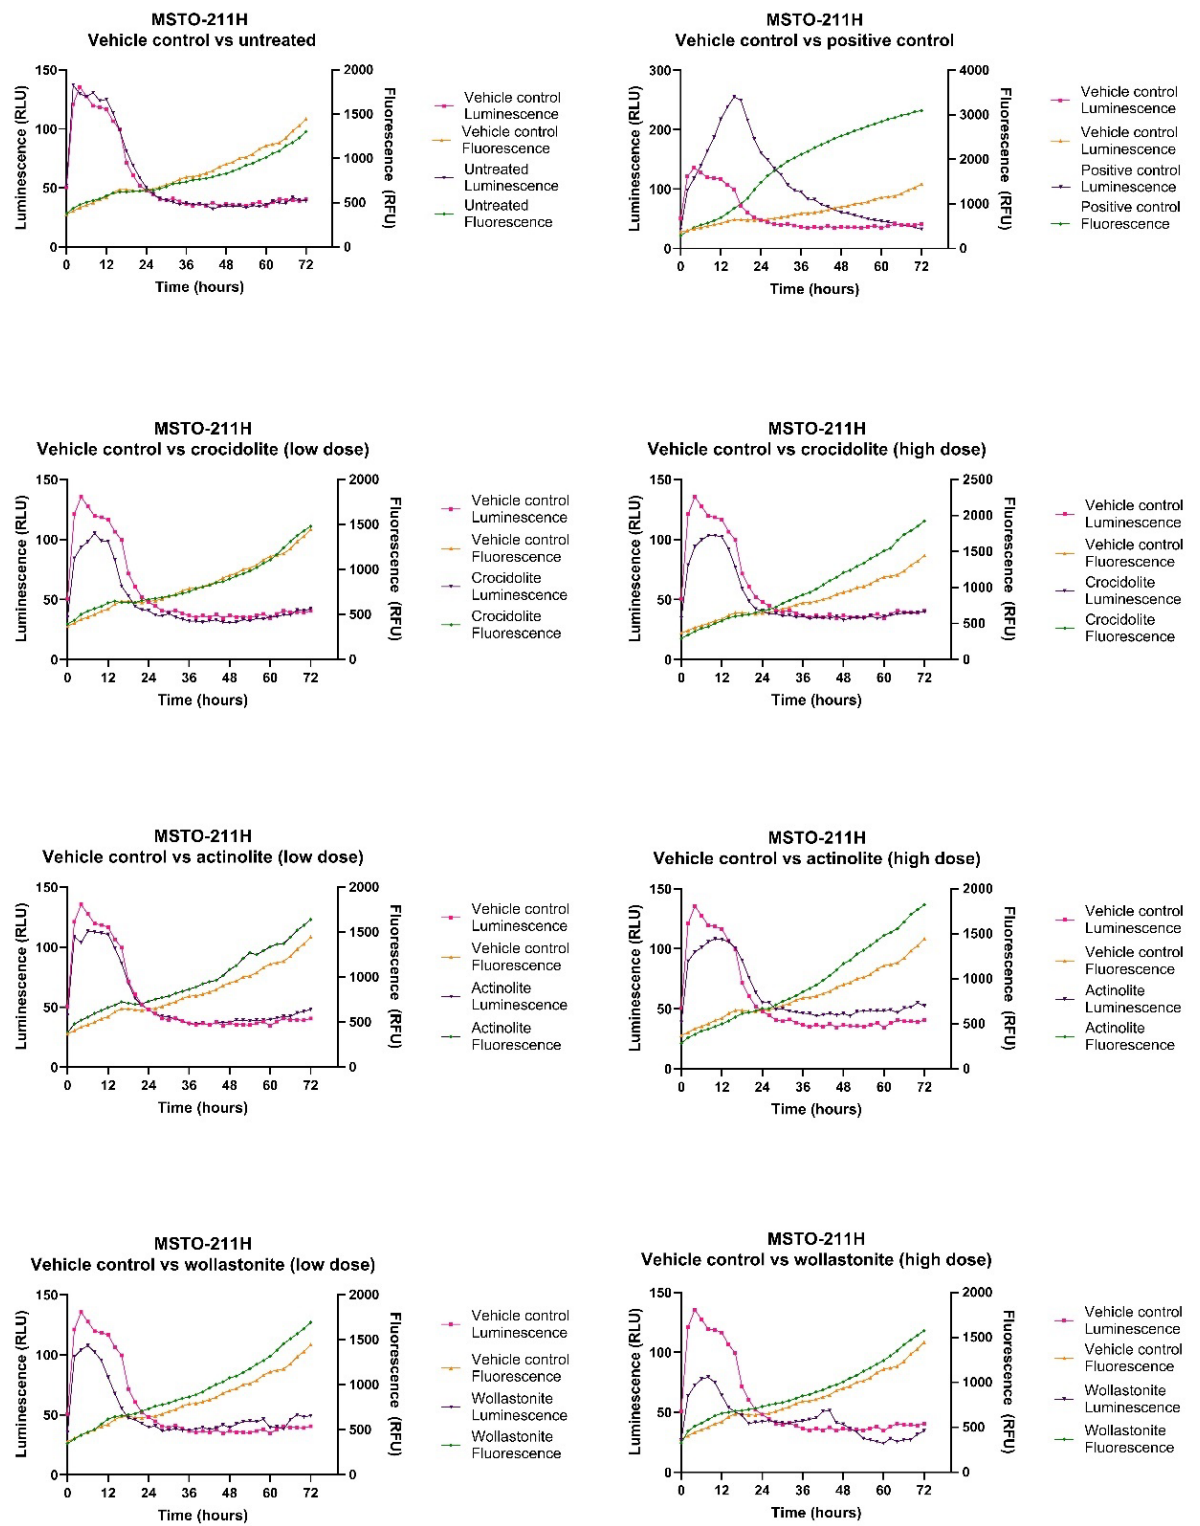 MSTO-211H
Vehicle control vs untreated
150
100
50
0
2000
1500
1000
500
0
0 12 24 36 48 60 72
Luminescence (RLU)
Fluorescence (RFU)
Time (hours)
Vehicle control
Luminescence
Vehicle control
Fluorescence
Untreated
Luminescence
Untreated
Fluorescence
MSTO-211H
Vehicle control vs positive control
300
200
100
0
4000
3000
2000
1000
0
0 12 24 36 48 60 72
Luminescence (RLU)
Fluorescence (RFU)
Time (hours)
Vehicle control
Luminescence
Vehicle control
Luminescence
Positive control
Luminescence
Positive control
Fluorescence
MSTO-211H
Vehicle control vs crocidolite (low dose)
150
100
50
0
2000
1500
1000
500
0
0 12 24 36 48 60 72
Luminescence (RLU)
Fluorescence (RFU)
Time (hours)
Vehicle control
Luminescence
Vehicle control
Fluorescence
Crocidolite
Luminescence
Crocidolite
Fluorescence
MSTO-211H
Vehicle control vs crocidolite (high dose)
150
100
50
0
2500
2000
1500
1000
500
0
0 12 24 36 48 60 72
Luminescence (RLU)
Fluorescence (RFU)
Time (hours)
Vehicle control
Luminescence
Vehicle control
Fluorescence
Crocidolite
Luminescence
Crocidolite
Fluorescence
MSTO-211H
Vehicle control vs actinolite (low dose)
150
100
50
0
2000
1500
1000
500
0
0 12 24 36 48 60 72
Luminescence (RLU)
Fluorescence (RFU)
Time (hours)
Vehicle control
Luminescence
Vehicle control
Fluorescence
Actinolite
Luminescence
Actinolite
Fluorescence
MSTO-211H
Vehicle control vs actinolite (high dose)
150
100
50
0
2000
1500
1000
500
0
0 12 24 36 48 60 72
Luminescence (RLU)
Fluorescence (RFU)
Time (hours)
Vehicle control
Luminescence
Vehicle control
Fluorescence
Actinolite
Luminescence
Actinolite
Fluorescence
MSTO-211H
Vehicle control vs wollastonite (low dose)
150
100
50
0
2000
1500
1000
500
0
0 12 24 36 48 60 72
Luminescence (RLU)
Fluorescence (RFU)
Time (hours)
Vehicle control
Luminescence
Vehicle control
Fluorescence
Wollastonite
Luminescence
Wollastonite
Fluorescence
MSTO-211H
Vehicle control vs wollastonite (high dose)
150
100
50
0
2000
1500
1000
500
0
0 12 24 36 48 60 72
Luminescence (RLU)
Fluorescence (RFU)
Time (hours)
Vehicle control
Luminescence
Vehicle control
Fluorescence
Wollastonite
Luminescence
Wollastonite
Fluorescence